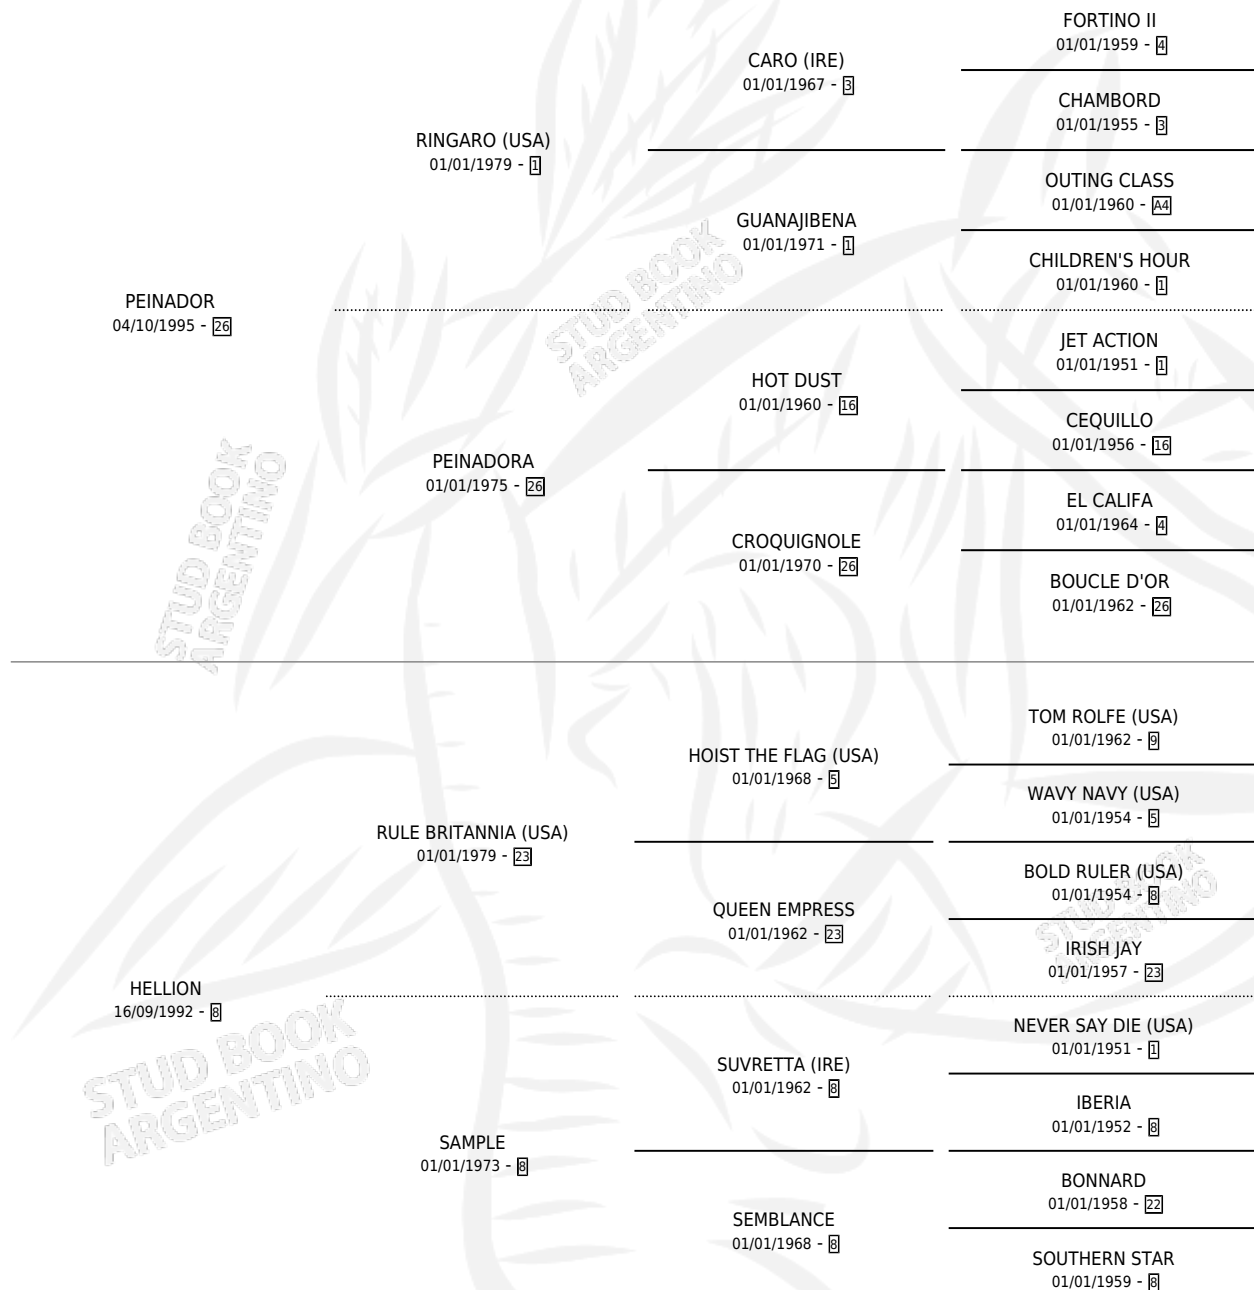 FORTINO II
01/01/1959 - 4
CARO (IRE)
01/01/1967 - 3
CHAMBORD
01/01/1955 - 3
RINGARO (USA)
01/01/1979 - 1
OUTING CLASS
01/01/1960 - A4
GUANAJIBENA
01/01/1971 - 1
CHILDREN'S HOUR
01/01/1960 - 1
PEINADOR
04/10/1995 - 26
JET ACTION
01/01/1951 - 1
HOT DUST
01/01/1960 - 16
CEQUILLO
01/01/1956 - 16
PEINADORA
01/01/1975 - 26
EL CALIFA
01/01/1964 - 4
CROQUIGNOLE
01/01/1970 - 26
BOUCLE D'OR
01/01/1962 - 26
TOM ROLFE (USA)
01/01/1962 - 9
HOIST THE FLAG (USA)
01/01/1968 - 5
WAVY NAVY (USA)
01/01/1954 - 5
RULE BRITANNIA (USA)
01/01/1979 - 23
BOLD RULER (USA)
01/01/1954 - 8
QUEEN EMPRESS
01/01/1962 - 23
IRISH JAY
01/01/1957 - 23
HELLION
16/09/1992 - 8
NEVER SAY DIE (USA)
01/01/1951 - 1
SUVRETTA (IRE)
01/01/1962 - 8
IBERIA
01/01/1952 - 8
SAMPLE
01/01/1973 - 8
BONNARD
01/01/1958 - 22
SEMBLANCE
01/01/1968 - 8
SOUTHERN STAR
01/01/1959 - 8
STUD BOOK
ARGENTINO
STUD BOOK
ARGENTINO
STUD BOOK
ARGENTINO
STUD BOOK
ARGENTINO